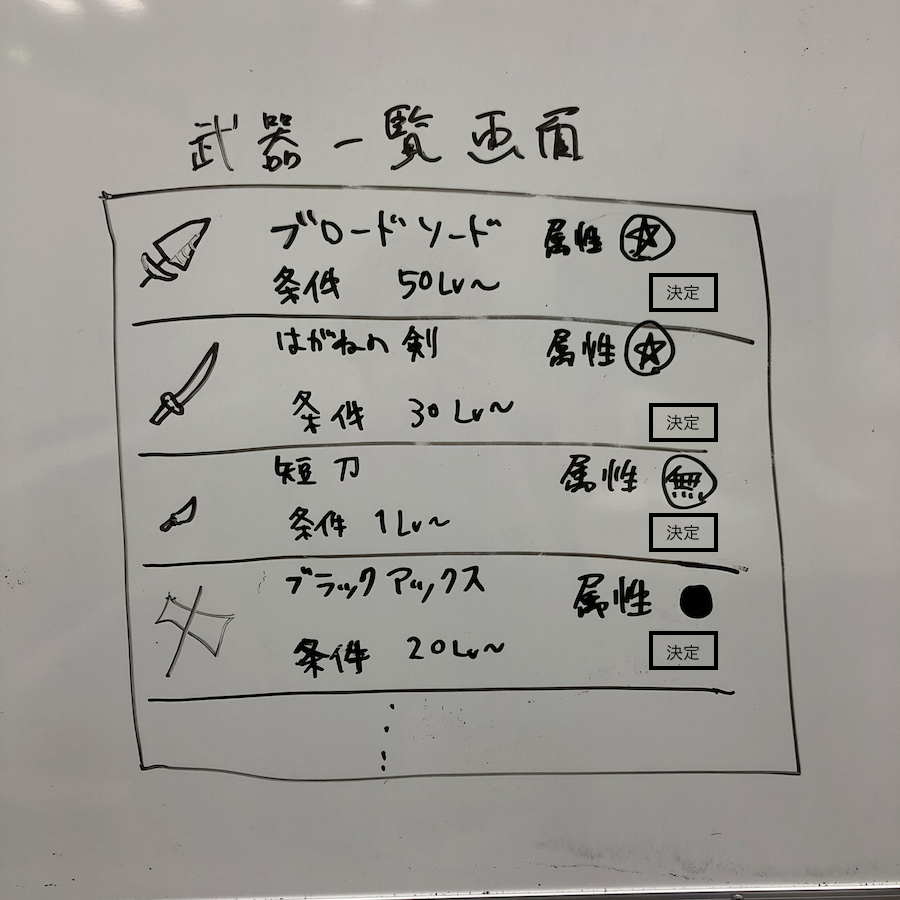 武器一覧画面
ブロードソード 属性
条件 50Lv〜
決定
はがねの剣 属性
条件 30Lv〜
決定
短刀 属性 無
条件 1Lv〜
決定
ブラックアックス 属性
条件 20Lv〜
決定